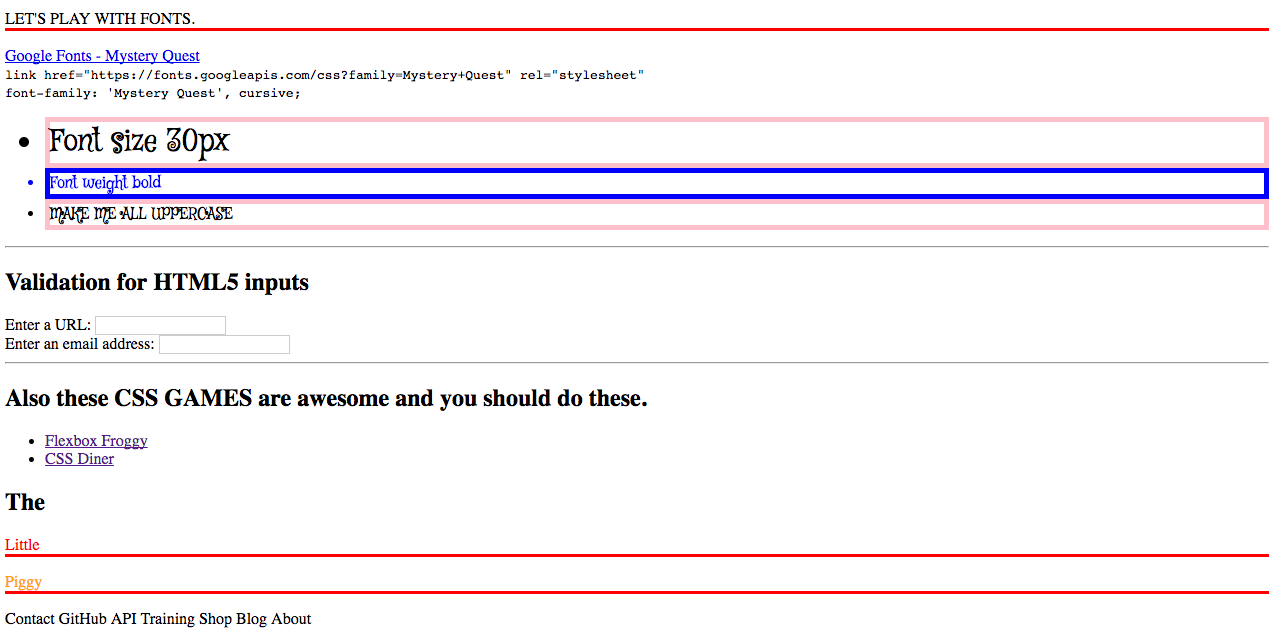 LET'S PLAY WITH FONTS.
Google Fonts - Mystery Quest
link href="https://fonts.googleapis.com/css?family=Mystery+Quest" rel="stylesheet"
font-family: 'Mystery Quest', cursive;
Font size 30px
Font weight bold
MAKE ME ALL UPPERCASE
Validation for HTML5 inputs
Enter a URL:
Enter an email address:
Also these CSS GAMES are awesome and you should do these.
Flexbox Froggy
CSS Diner
The
Little
Piggy
Contact GitHub API Training Shop Blog About